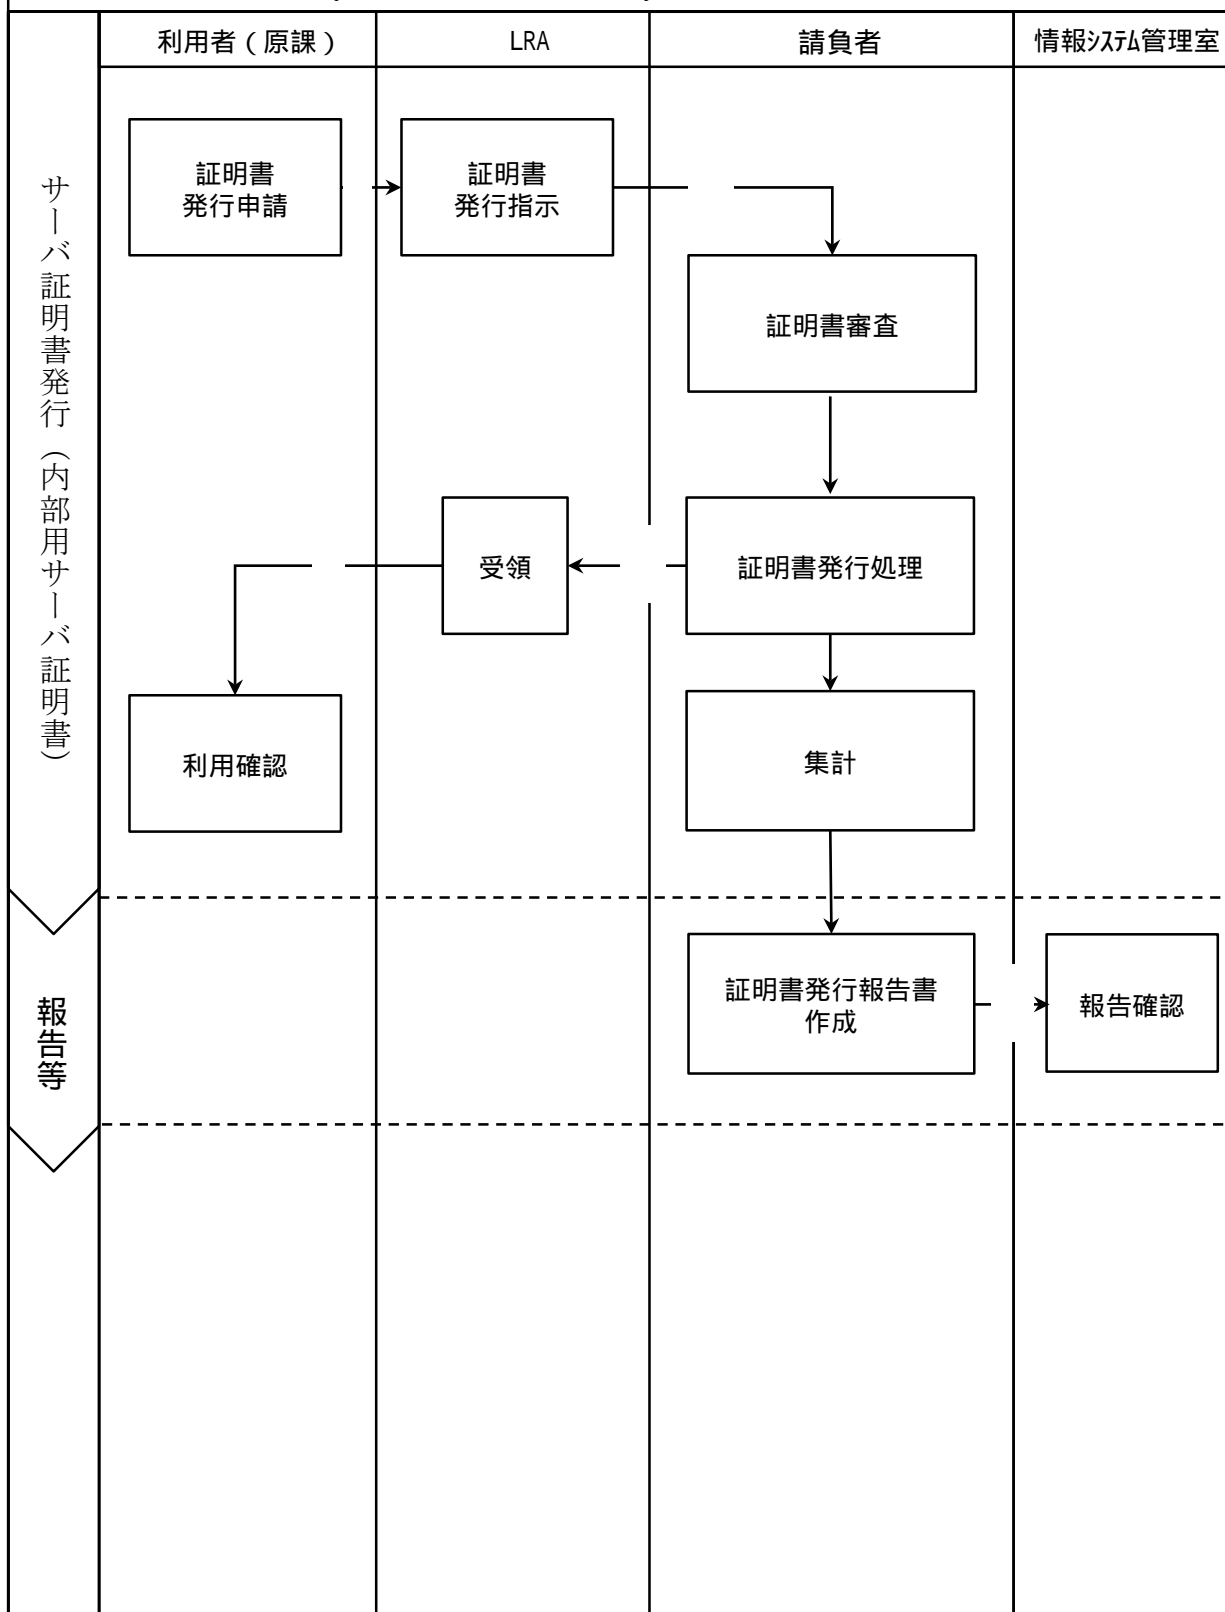 利用者（原課）
LRA
請負者
情報ｼｽﾃﾑ管理室
サーバ証明書発行（内部用サーバ証明書）
証明書
発行申請
証明書
発行指示
証明書審査
受領
証明書発行処理
利用確認
集計
報告等
証明書発行報告書
作成
報告確認